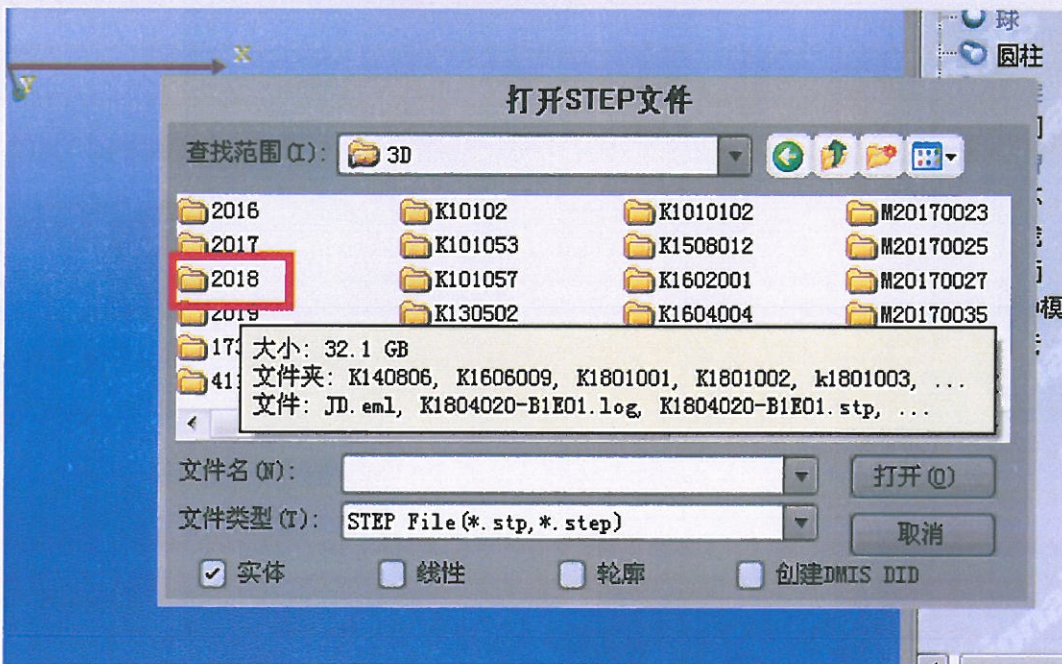 球
X
圆柱
Y
打开STEP文件
查找范围(I): 3D
2016 K10102 K1010102 M20170023
2017 K101053 K1508012 M20170025
2018 K101057 K1602001 M20170027
2019 K130502 K1604004 M20170035
模
大小: 32.1 GB
文件夹: K140806, K1606009, K1801001, K1801002, k1801003, ...
文件: JD.eml, K1804020-B1E01.log, K1804020-B1E01.stp, ...
文件名(N): 打开(O)
文件类型(T): STEP File(*.stp,*.step) 取消
实体 线性 轮廓 创建DMIS DID